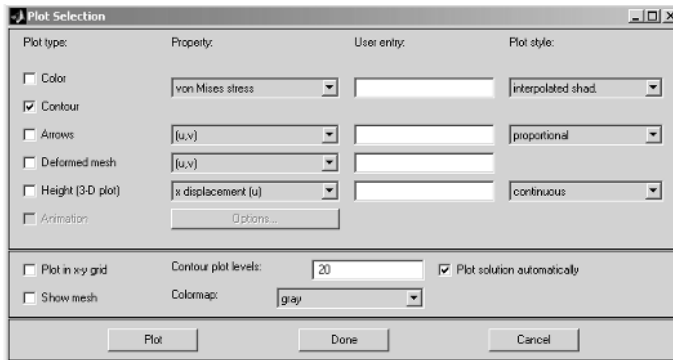 Plot Selection
Plot type: Property: User entry: Plot style:
Color
von Mises stress interpolated shad.
Contour
Arrows (u,v) proportional
Deformed mesh (u,v)
Height (3-D plot) x displacement (u) continuous
Animation Options...
Plot in x-y grid Contour plot levels: 20 Plot solution automatically
Show mesh Colormap: gray
Plot Done Cancel